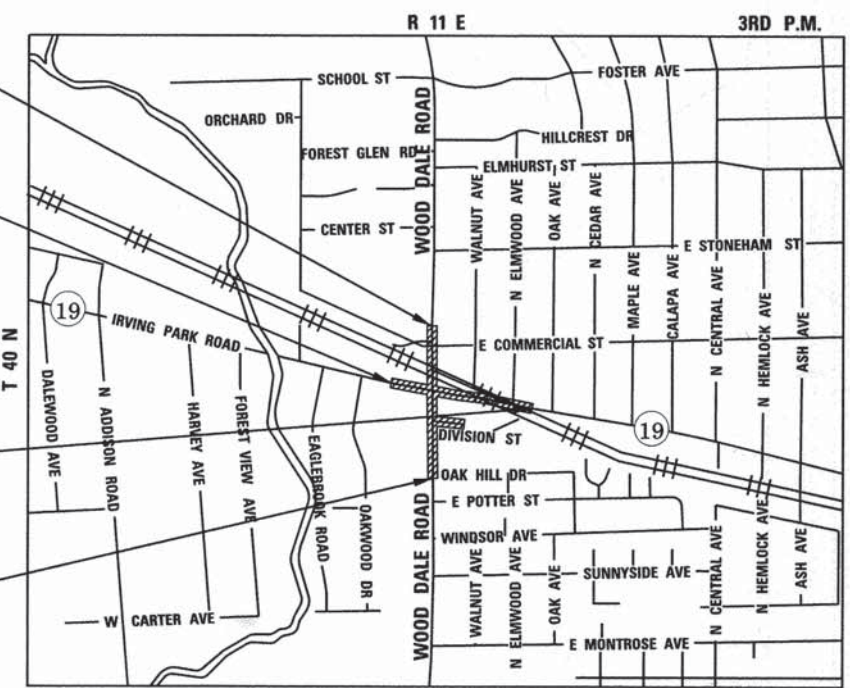 R 11 E
3RD P.M.
SCHOOL ST
FOSTER AVE
ORCHARD DR
WOOD DALE ROAD
HILLCREST DR
FOREST GLEN RD
ELMHURST ST
WALNUT AVE
N ELMWOOD AVE
OAK AVE
N CEDAR AVE
CENTER ST
E STONEHAM ST
MAPLE AVE
CALAPA AVE
N CENTRAL AVE
N HEMLOCK AVE
ASH AVE
19
IRVING PARK ROAD
E COMMERCIAL ST
T 40 N
DALEWOOD AVE
N ADDISON ROAD
HARVEY AVE
FOREST VIEW AVE
EAGLEBROOK ROAD
OAKWOOD DR
DIVISION ST
19
OAK HILL DR
E POTTER ST
WOOD DALE ROAD
WINDSOR AVE
WALNUT AVE
N ELMWOOD AVE
OAK AVE
SUNNYSIDE AVE
N CENTRAL AVE
N HEMLOCK AVE
ASH AVE
W CARTER AVE
E MONTROSE AVE